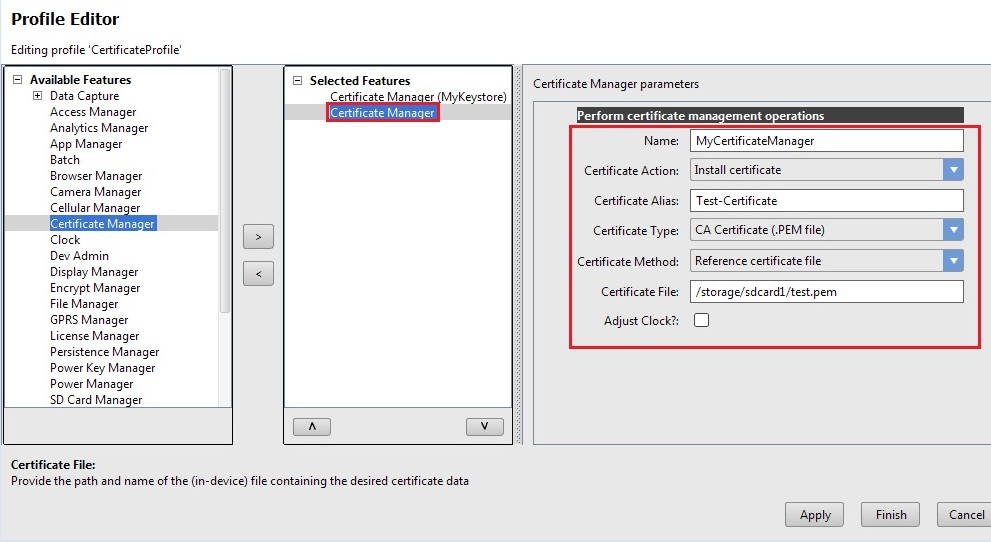 Profile Editor
Editing profile 'CertificateProfile'
Available Features
Data Capture
Access Manager
Analytics Manager
App Manager
Batch
Browser Manager
Camera Manager
Cellular Manager
Certificate Manager
Clock
Dev Admin
Display Manager
Encrypt Manager
File Manager
GPRS Manager
License Manager
Persistence Manager
Power Key Manager
Power Manager
SD Card Manager
>
<
Selected Features
Certificate Manager (MyKeystore)
Certificate Manager
Λ
V
Certificate Manager parameters
Perform certificate management operations
Name: MyCertificateManager
Certificate Action: Install certificate
Certificate Alias: Test-Certificate
Certificate Type: CA Certificate (.PEM file)
Certificate Method: Reference certificate file
Certificate File: /storage/sdcard1/test.pem
Adjust Clock?:
Certificate File:
Provide the path and name of the (in-device) file containing the desired certificate data
Apply Finish Cancel